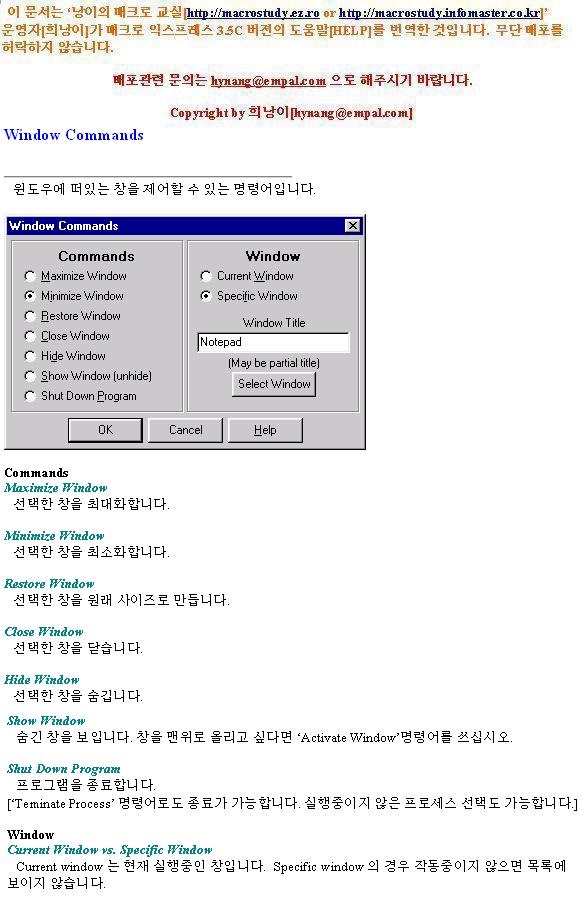 이 문서는 ‘낭이의 매크로 교실[http://macrostudy.ez.ro or http://macrostudy.infomaster.co.kr]’
운영자[희낭이]가 매크로 익스프레스 3.5C 버젼의 도움말[HELP]를 번역한 것입니다. 무단 배포를
허락하지 않습니다.
배포관련 문의는 hynang@empal.com 으로 해주시기 바랍니다.
Copyright by 희낭이[hynang@empal.com]
Window Commands
윈도우에 떠있는 창을 제어할 수 있는 명령어입니다.
Window Commands
Commands
Maximize Window
Minimize Window
Restore Window
Close Window
Hide Window
Show Window (unhide)
Shut Down Program
Window
Current Window
Specific Window
Window Title
Notepad
(May be partial title)
Select Window
OK Cancel Help
Commands
Maximize Window
선택한 창을 최대화합니다.
Minimize Window
선택한 창을 최소화합니다.
Restore Window
선택한 창을 원래 사이즈로 만듭니다.
Close Window
선택한 창을 닫습니다.
Hide Window
선택한 창을 숨깁니다.
Show Window
숨긴 창을 보입니다. 창을 맨위로 올리고 싶다면 ‘Activate Window’명령어를 쓰십시오.
Shut Down Program
프로그램을 종료합니다.
[‘Teminate Process’ 명령어로도 종료가 가능합니다. 실행중이지 않은 프로세스 선택도 가능합니다.]
Window
Current Window vs. Specific Window
Current window 는 현재 실행중인 창입니다. Specific window 의 경우 작동중이지 않으면 목록에
보이지 않습니다.